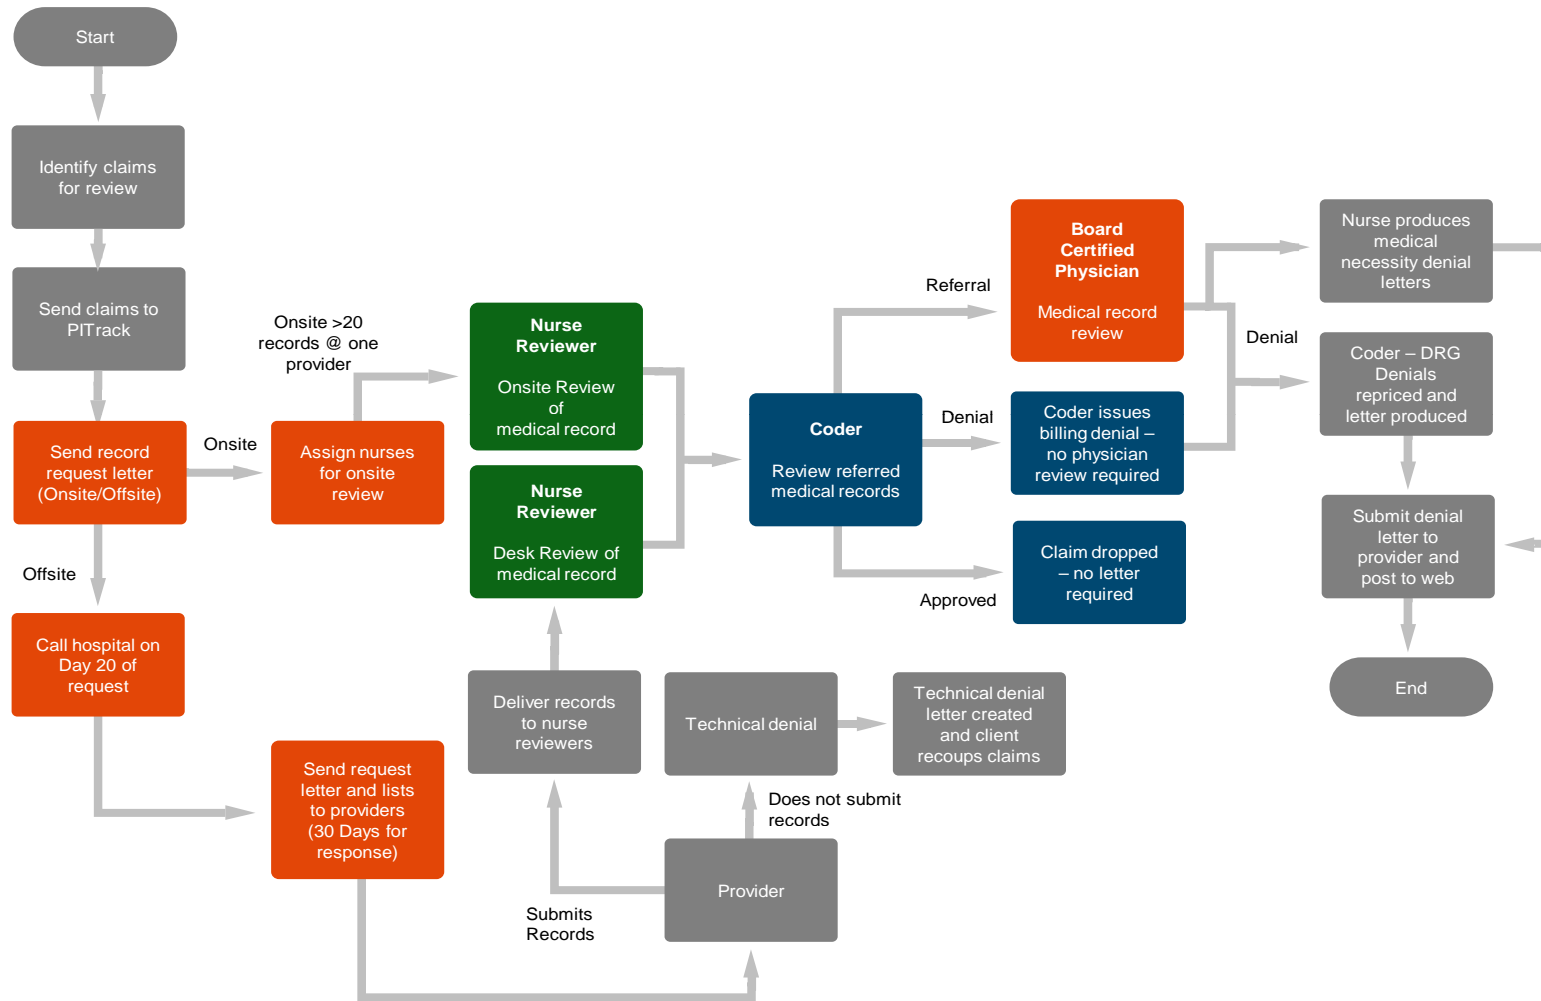 Start
Identify claims
for review
Send claims to
PITrack
Send record
request letter
(Onsite/Offsite)
Onsite
Offsite
Call hospital on
Day 20 of
request
Assign nurses
for onsite
review
Onsite >20
records @ one
provider
Send request
letter and lists
to providers
(30 Days for
response)
Nurse
Reviewer
Onsite Review
of
medical record
Nurse
Reviewer
Desk Review of
medical record
Deliver records
to nurse
reviewers
Submits
Records
Provider
Does not submit
records
Technical denial
Technical denial
letter created
and client
recoups claims
Coder
Review referred
medical records
Referral
Denial
Approved
Board
Certified
Physician
Medical record
review
Coder issues
billing denial –
no physician
review required
Claim dropped
– no letter
required
Denial
Nurse produces
medical
necessity denial
letters
Coder – DRG
Denials
repriced and
letter produced
Submit denial
letter to
provider and
post to web
End